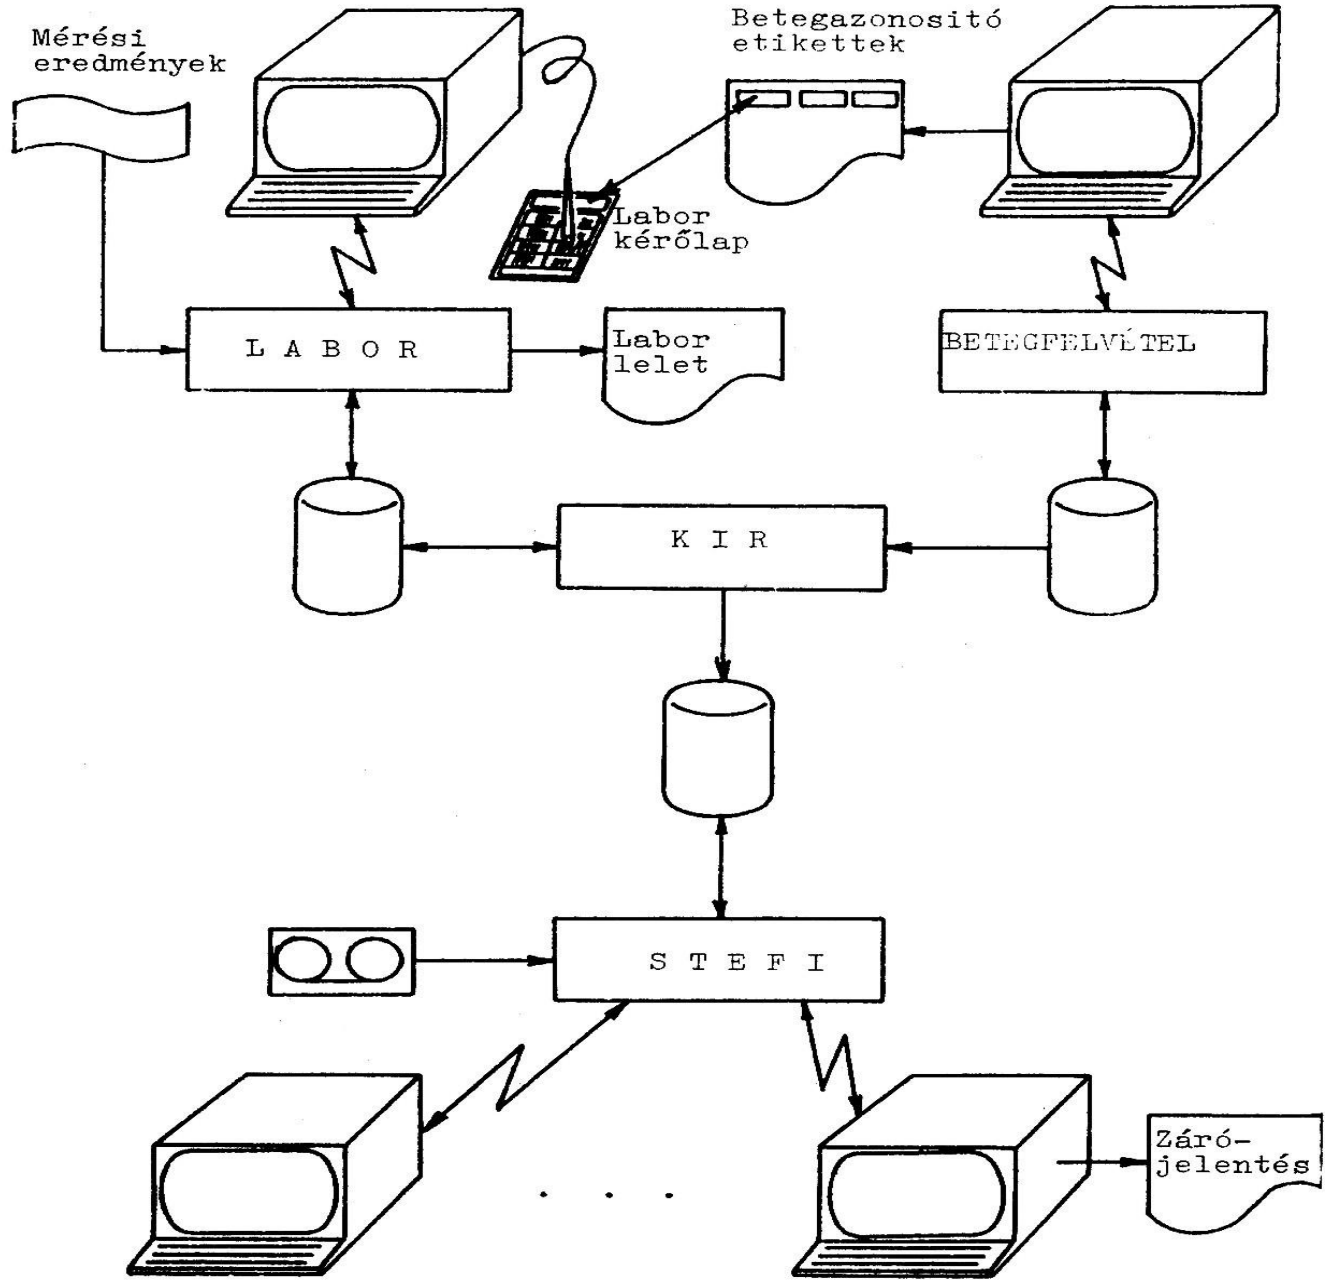 Mérési
eredmények
Betegazonositó
etikettek
Labor
kérőlap
L A B O R
Labor
lelet
BETEGFELVÉTEL
K I R
S T E F I
Záró-
jelentés